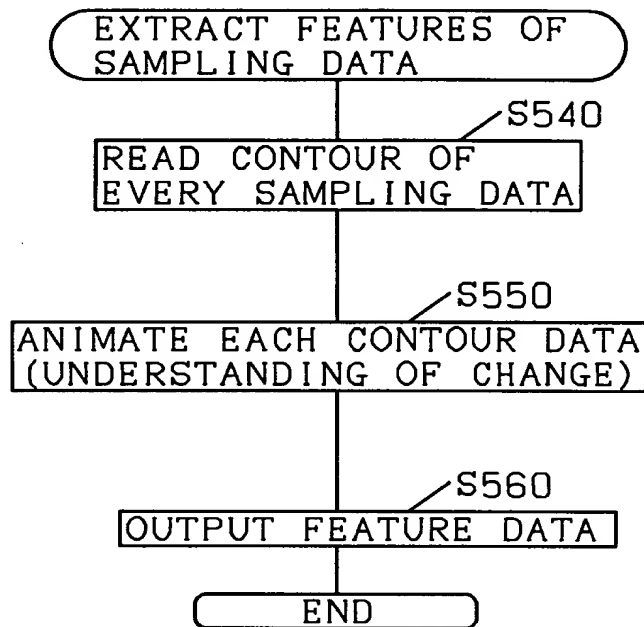 EXTRACT FEATURES OF
SAMPLING DATA
S540
READ CONTOUR OF
EVERY SAMPLING DATA
S550
ANIMATE EACH CONTOUR DATA
(UNDERSTANDING OF CHANGE)
S560
OUTPUT FEATURE DATA
END